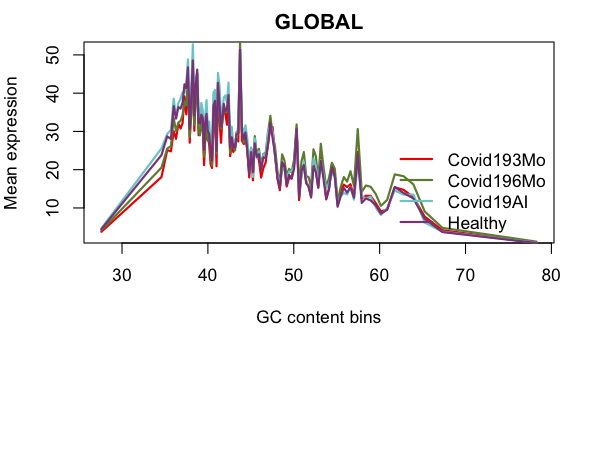 GLOBAL
Mean expression
50
40
30
20
10
Covid193Mo
Covid196Mo
Covid19AI
Healthy
30 40 50 60 70 80
GC content bins